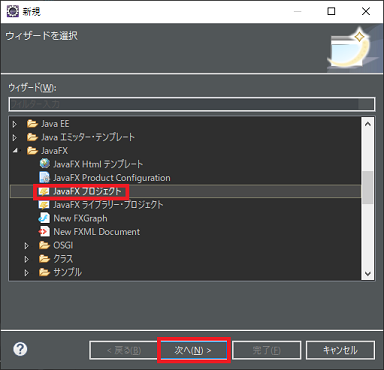 新規
ウィザードを選択
ウィザード(W):
フィルター入力
Java EE
Java エミッター・テンプレート
JavaFX
JavaFX Html テンプレート
JavaFX Product Configuration
JavaFX プロジェクト
JavaFX ライブラリー・プロジェクト
New FXGraph
New FXML Document
OSGI
クラス
サンプル
< 戻る(B)
次へ(N) >
完了(F)
キャンセル